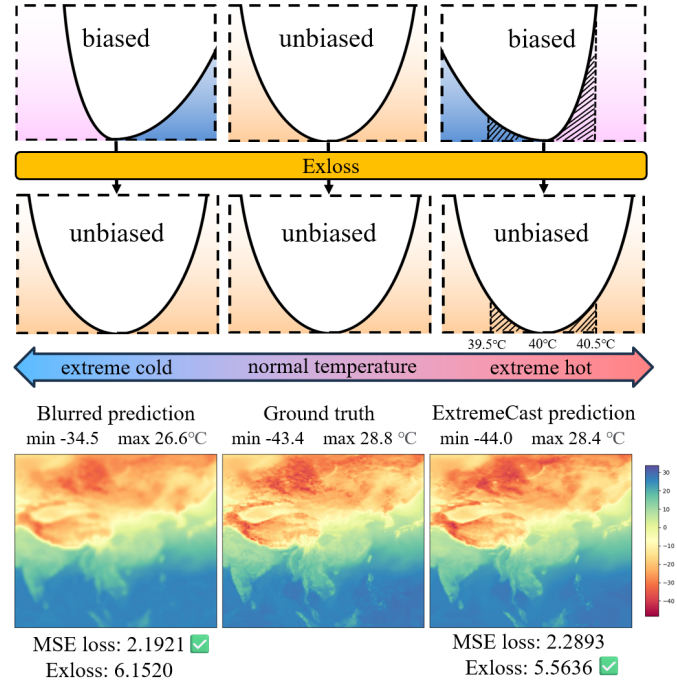 biased unbiased biased
Exloss
unbiased unbiased unbiased
39.5℃ 40℃ 40.5℃
extreme cold normal temperature extreme hot
Blurred prediction Ground truth ExtremeCast prediction
min -34.5 max 26.6℃ min -43.4 max 28.8 ℃ min -44.0 max 28.4 ℃
30
20
10
0
−10
−20
−30
−40
MSE loss: 2.1921 ✅ MSE loss: 2.2893
Exloss: 6.1520 Exloss: 5.5636 ✅